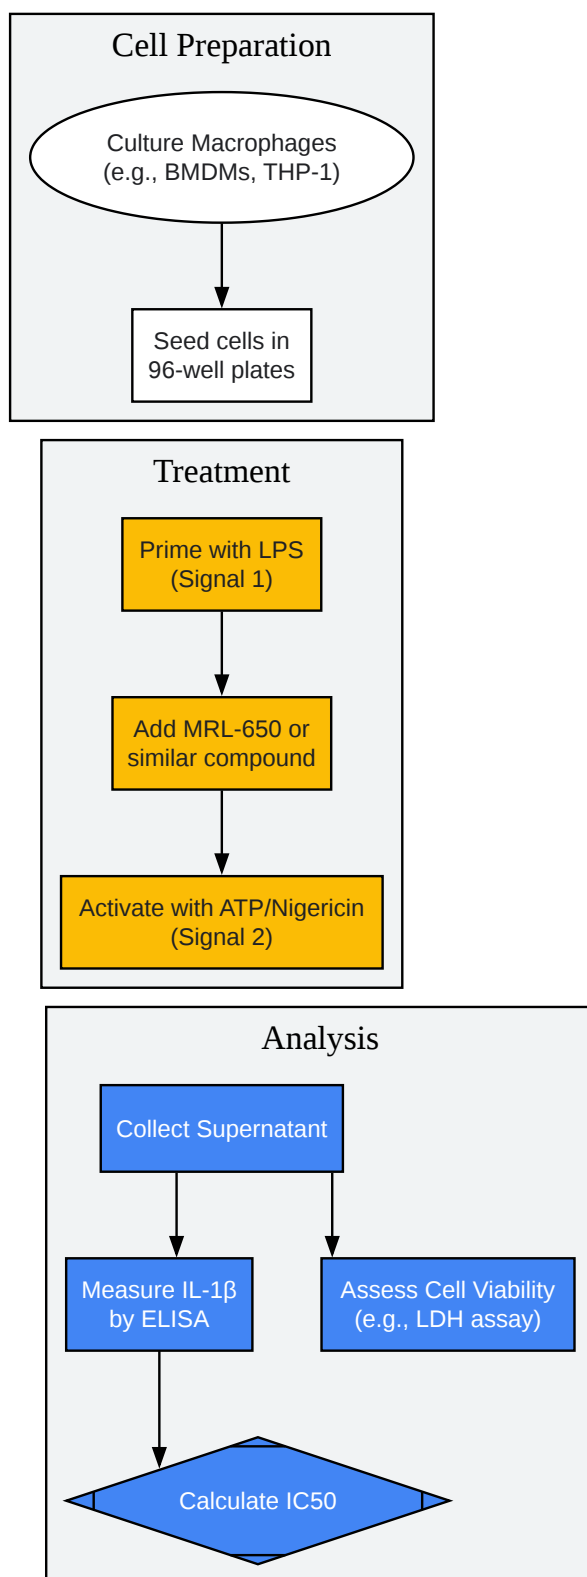 Cell Preparation
Culture Macrophages
(e.g., BMDMs, THP-1)
Seed cells in
96-well plates
Treatment
Prime with LPS
(Signal 1)
Add MRL-650 or
similar compound
Activate with ATP/Nigericin
(Signal 2)
Analysis
Collect Supernatant
Measure IL-1β
by ELISA
Assess Cell Viability
(e.g., LDH assay)
Calculate IC50